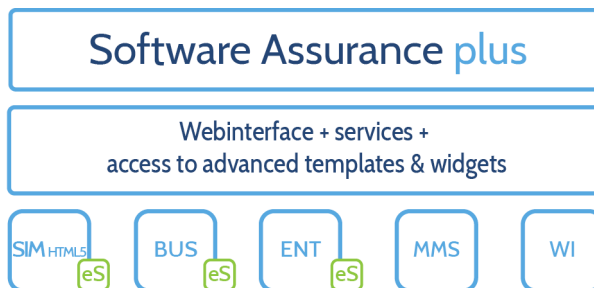 Software Assurance plus
Webinterface + services +
access to advanced templates & widgets
SIM HTML5 BUS ENT MMS WI
eS eS eS